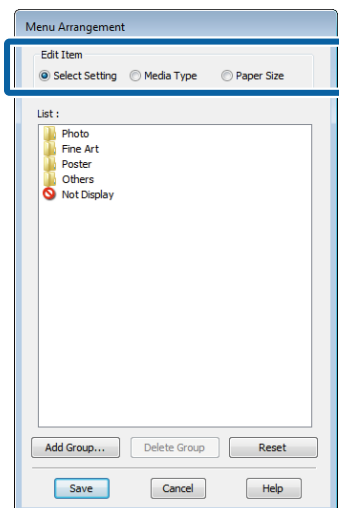 Menu Arrangement
Edit Item
Select Setting Media Type Paper Size
List :
Photo
Fine Art
Poster
Others
Not Display
Add Group... Delete Group Reset
Save Cancel Help